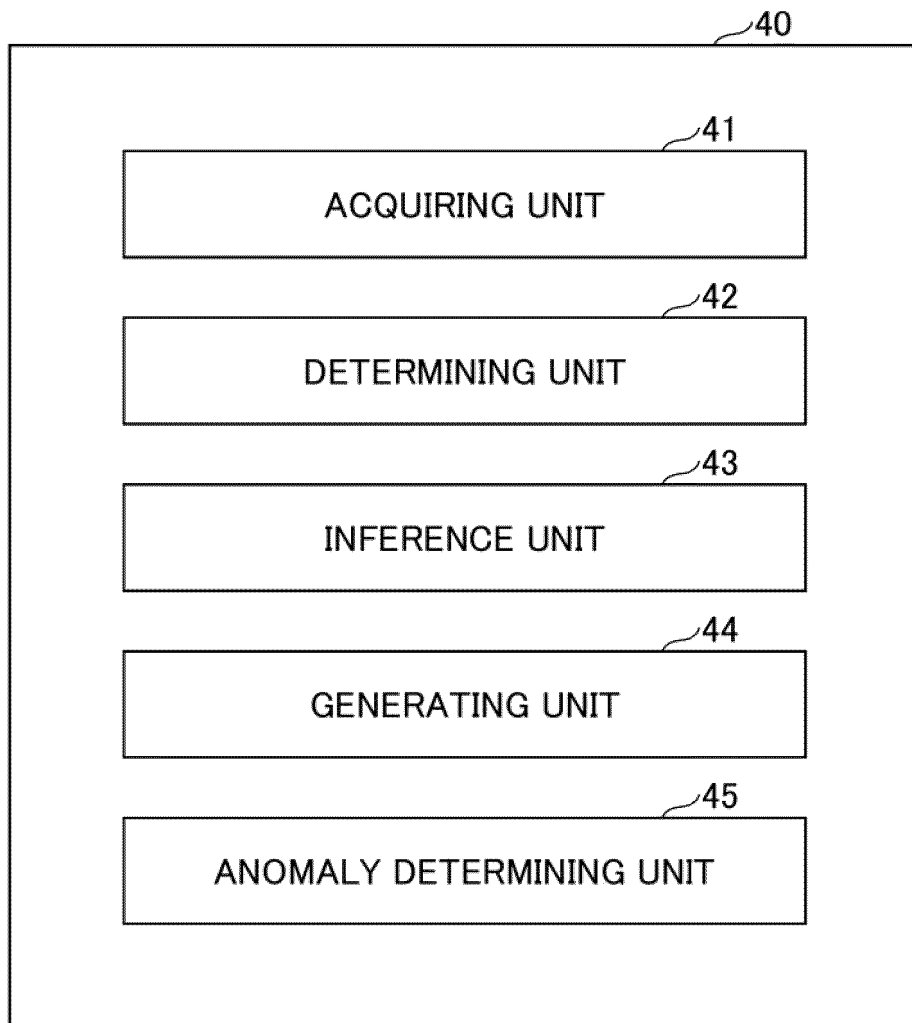 40
41
ACQUIRING UNIT
42
DETERMINING UNIT
43
INFERENCE UNIT
44
GENERATING UNIT
45
ANOMALY DETERMINING UNIT